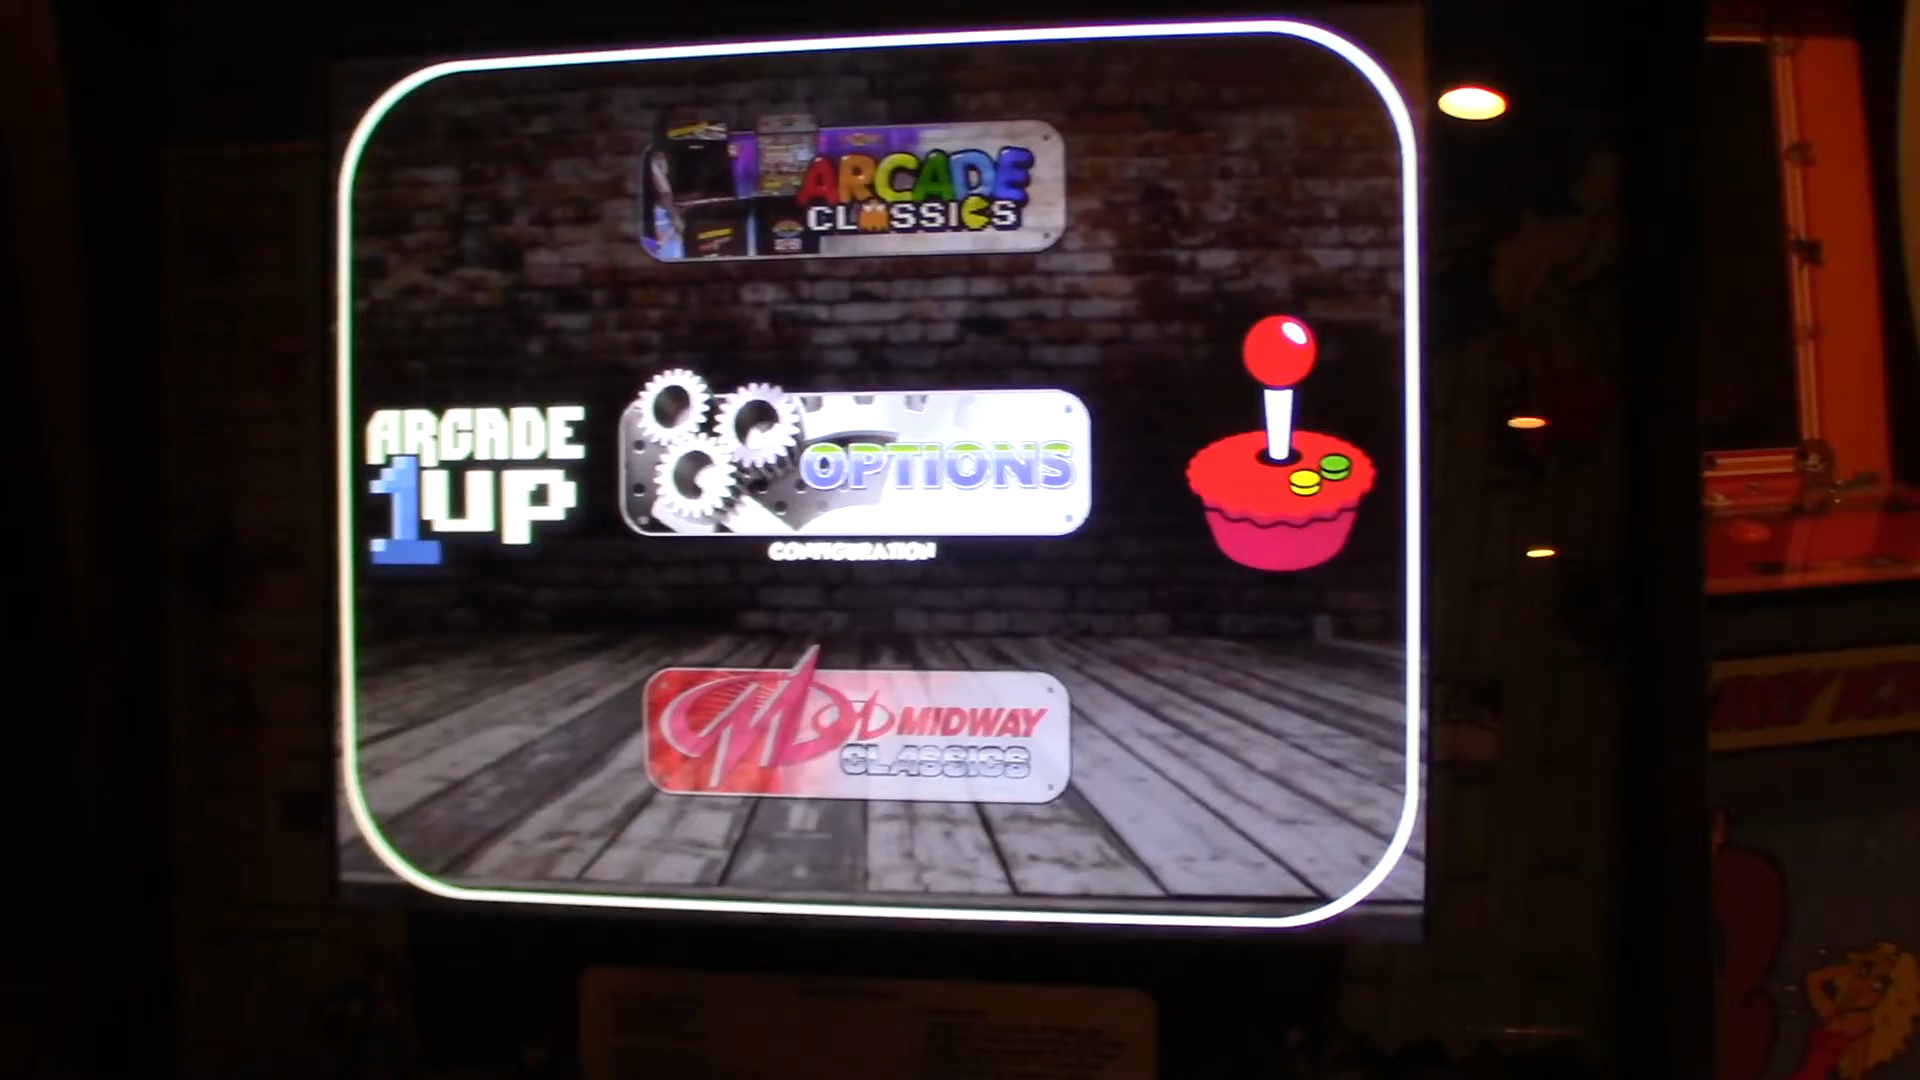 ARCADE
CLASSICS
ARCADE
1UP
OPTIONS
CONFIGURATION
MIDWAY
CLASSICS